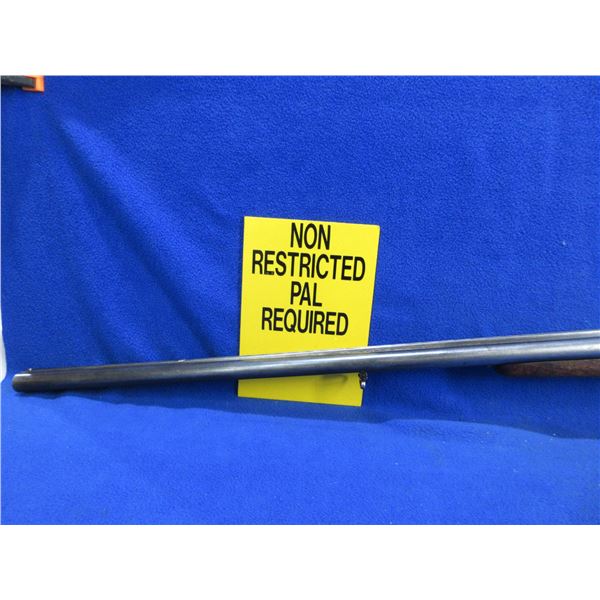 NON
RESTRICTED
PAL
REQUIRED